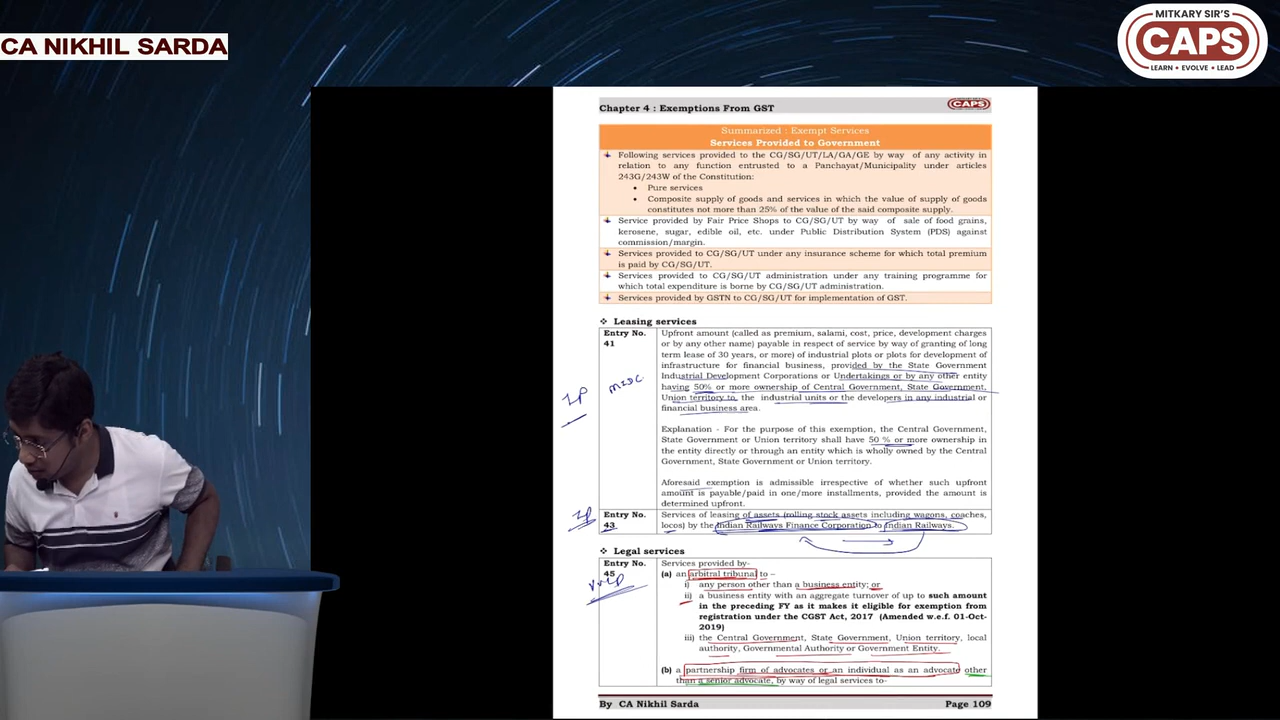 CA NIKHIL SARDA
MITKARY SIR'S
CAPS
LEARN • EVOLVE • LEAD
Chapter 4 : Exemptions From GST
CAPS
Summarized : Exempt Services
Services Provided to Government
Following services provided to the CG/SG/UT/LA/GA/GE by way of any activity in
relation to any function entrusted to a Panchayat/Municipality under articles
243G/243W of the Constitution:
• Pure services
• Composite supply of goods and services in which the value of supply of goods
constitutes not more than 25% of the value of the said composite supply.
Service provided by Fair Price Shops to CG/SG/UT by way of sale of food grains,
kerosene, sugar, edible oil, etc. under Public Distribution System (PDS) against
commission/margin.
Services provided to CG/SG/UT under any insurance scheme for which total premium
is paid by CG/SG/UT.
Services provided to CG/SG/UT administration under any training programme for
which total expenditure is borne by CG/SG/UT administration.
Services provided by GSTN to CG/SG/UT for implementation of GST.
❖ Leasing services
Entry No.
41
Upfront amount (called as premium, salami, cost, price, development charges
or by any other name) payable in respect of service by way of granting of long
term lease of 30 years, or more) of industrial plots or plots for development of
infrastructure for financial business, provided by the State Government
Industrial Development Corporations or Undertakings or by any other entity
having 50% or more ownership of Central Government, State Government,
Union territory to the industrial units or the developers in any industrial or
financial business area.
MIDC
IP
Explanation - For the purpose of this exemption, the Central Government,
State Government or Union territory shall have 50 % or more ownership in
the entity directly or through an entity which is wholly owned by the Central
Government, State Government or Union territory.
Aforesaid exemption is admissible irrespective of whether such upfront
amount is payable/paid in one/more installments, provided the amount is
determined upfront.
IP
Entry No.
43
Services of leasing of assets (rolling stock assets including wagons, coaches,
locos) by the Indian Railways Finance Corporation to Indian Railways.
❖ Legal services
Entry No.
45
VVIP
Services provided by-
(a) an arbitral tribunal to –
i) any person other than a business entity; or
ii) a business entity with an aggregate turnover of up to such amount
in the preceding FY as it makes it eligible for exemption from
registration under the CGST Act, 2017 (Amended w.e.f. 01-Oct-
2019)
iii) the Central Government, State Government, Union territory, local
authority, Governmental Authority or Government Entity.
(b) a partnership firm of advocates or an individual as an advocate other
than a senior advocate, by way of legal services to-
By CA Nikhil Sarda
Page 109